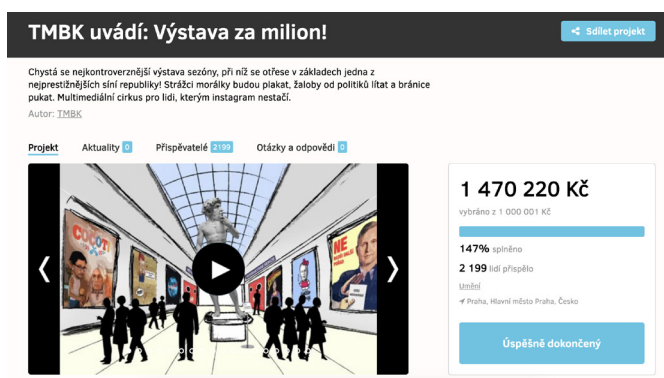 TMBK uvádí: Výstava za milion!
Sdílet projekt
Chystá se nejkontroverznější výstava sezóny, při níž se otřese v základech jedna z
nejprestižnějších síní republiky! Strážci morálky budou plakat, žaloby od politiků lítat a bránice
pukat. Multimediální cirkus pro lidi, kterým instagram nestačí.
Autor: TMBK
Projekt Aktuality 0 Přispěvatelé 2199 Otázky a odpovědi 0
COCOTI
NE
1 470 220 Kč
vybráno z 1 000 001 Kč
147% splněno
2 199 lidí přispělo
Umění
Praha, Hlavní město Praha, Česko
Úspěšně dokončený